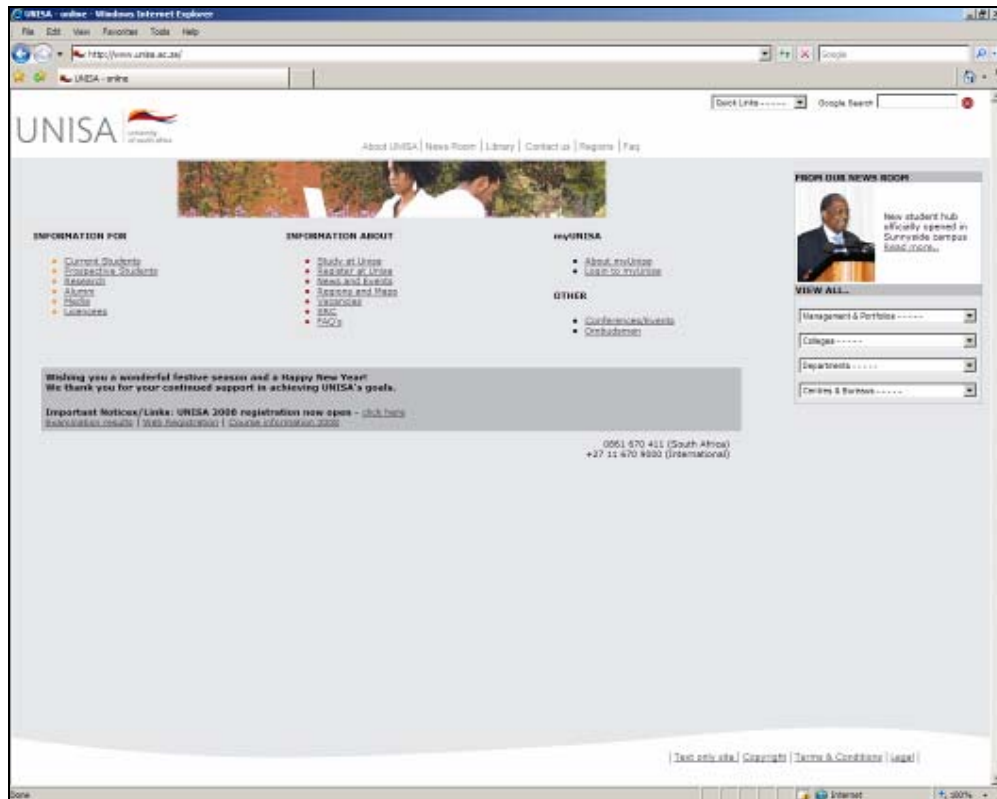 UNISA - online - Windows Internet Explorer
File Edit View Favorites Tools Help
http://www.unisa.ac.za/
Google
UNISA - online
Quick Links - - - - - Google Search
UNISA university of south africa
About UNISA | News Room | Library | Contact us | Regions | Faq
FROM OUR NEWS ROOM
New student hub
officially opened in
Sunnyside campus
Read more..
INFORMATION FOR
Current Students
Prospective Students
Research
Alumni
Media
Licencees
INFORMATION ABOUT
Study at Unisa
Register at Unisa
News and Events
Regions and Maps
Vacancies
SRC
FAQ's
myUNISA
About myUnisa
Login to myUnisa
OTHER
Conferences/Events
Ombudsman
VIEW ALL..
Management & Portfolios - - - - -
Colleges - - - - -
Departments - - - - -
Centres & Bureaus - - - - -
Wishing you a wonderful festive season and a Happy New Year!
We thank you for your continued support in achieving UNISA's goals.
Important Notices/Links: UNISA 2008 registration now open - click here
Examination results | Web Registration | Course information 2008
0861 670 411 (South Africa)
+27 11 670 9000 (International)
| Text only site | Copyright | Terms & Conditions | Legal |
Done Internet 100%